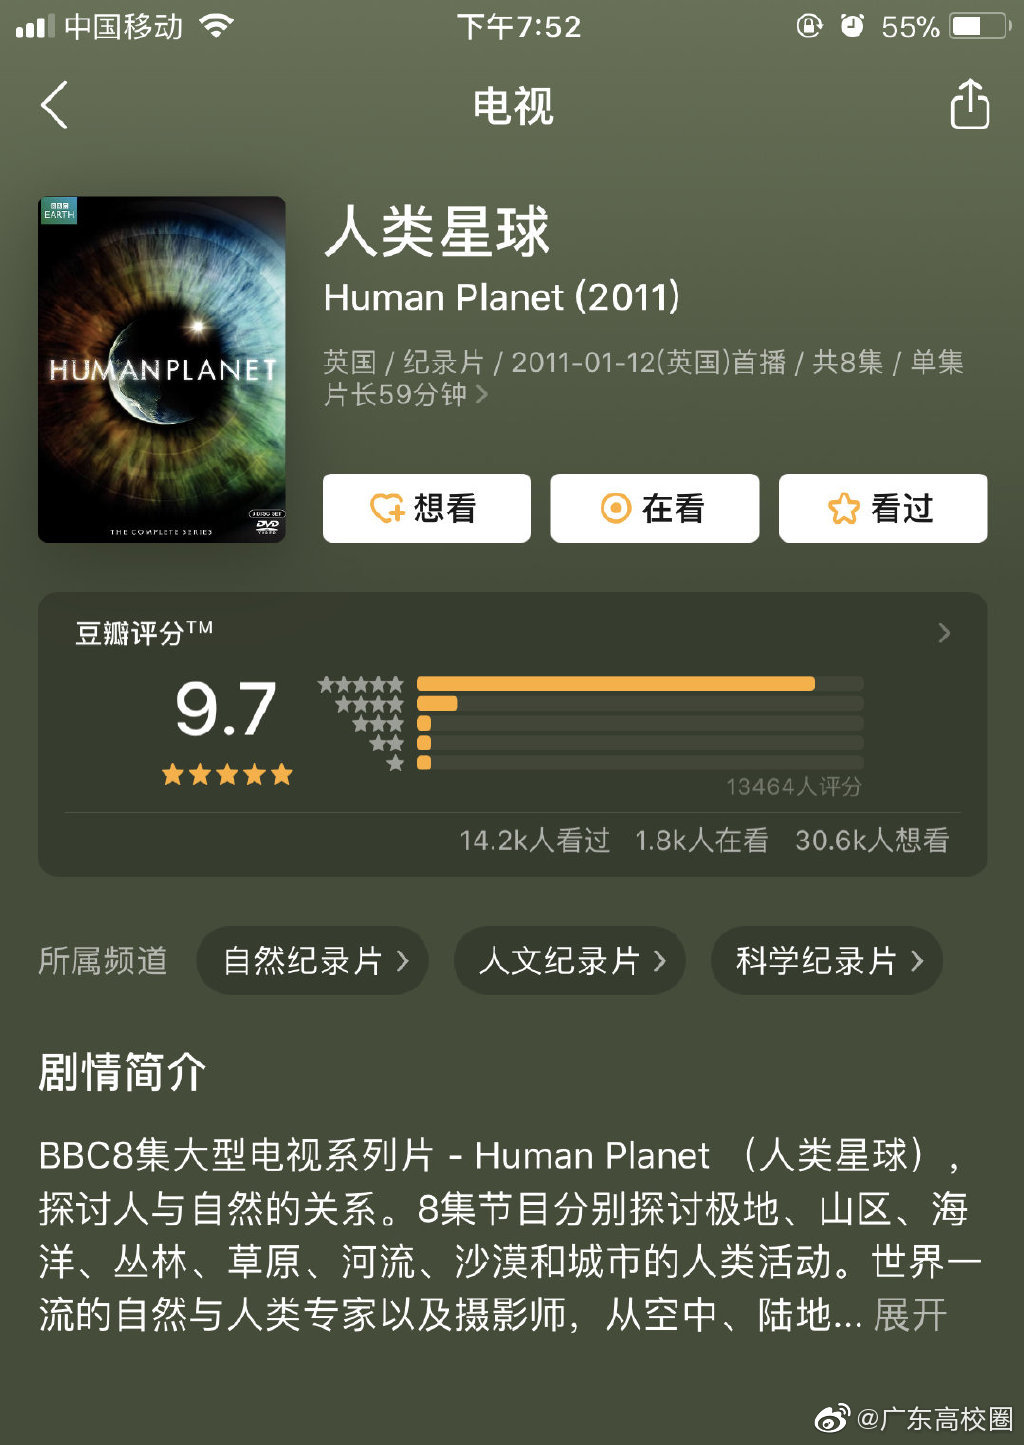 中国移动
下午7:52
55%
电视
BBC
EARTH
HUMAN PLANET
THE COMPLETE SERIES
DVD
人类星球
Human Planet (2011)
英国 / 纪录片 / 2011-01-12(英国)首播 / 共8集 / 单集
片长59分钟
想看
在看
看过
豆瓣评分TM
9.7
13464人评分
14.2k人看过 1.8k人在看 30.6k人想看
所属频道
自然纪录片
人文纪录片
科学纪录片
剧情简介
BBC8集大型电视系列片 - Human Planet （人类星球），
探讨人与自然的关系。8集节目分别探讨极地、山区、海
洋、丛林、草原、河流、沙漠和城市的人类活动。世界一
流的自然与人类专家以及摄影师，从空中、陆地... 展开
@广东高校圈